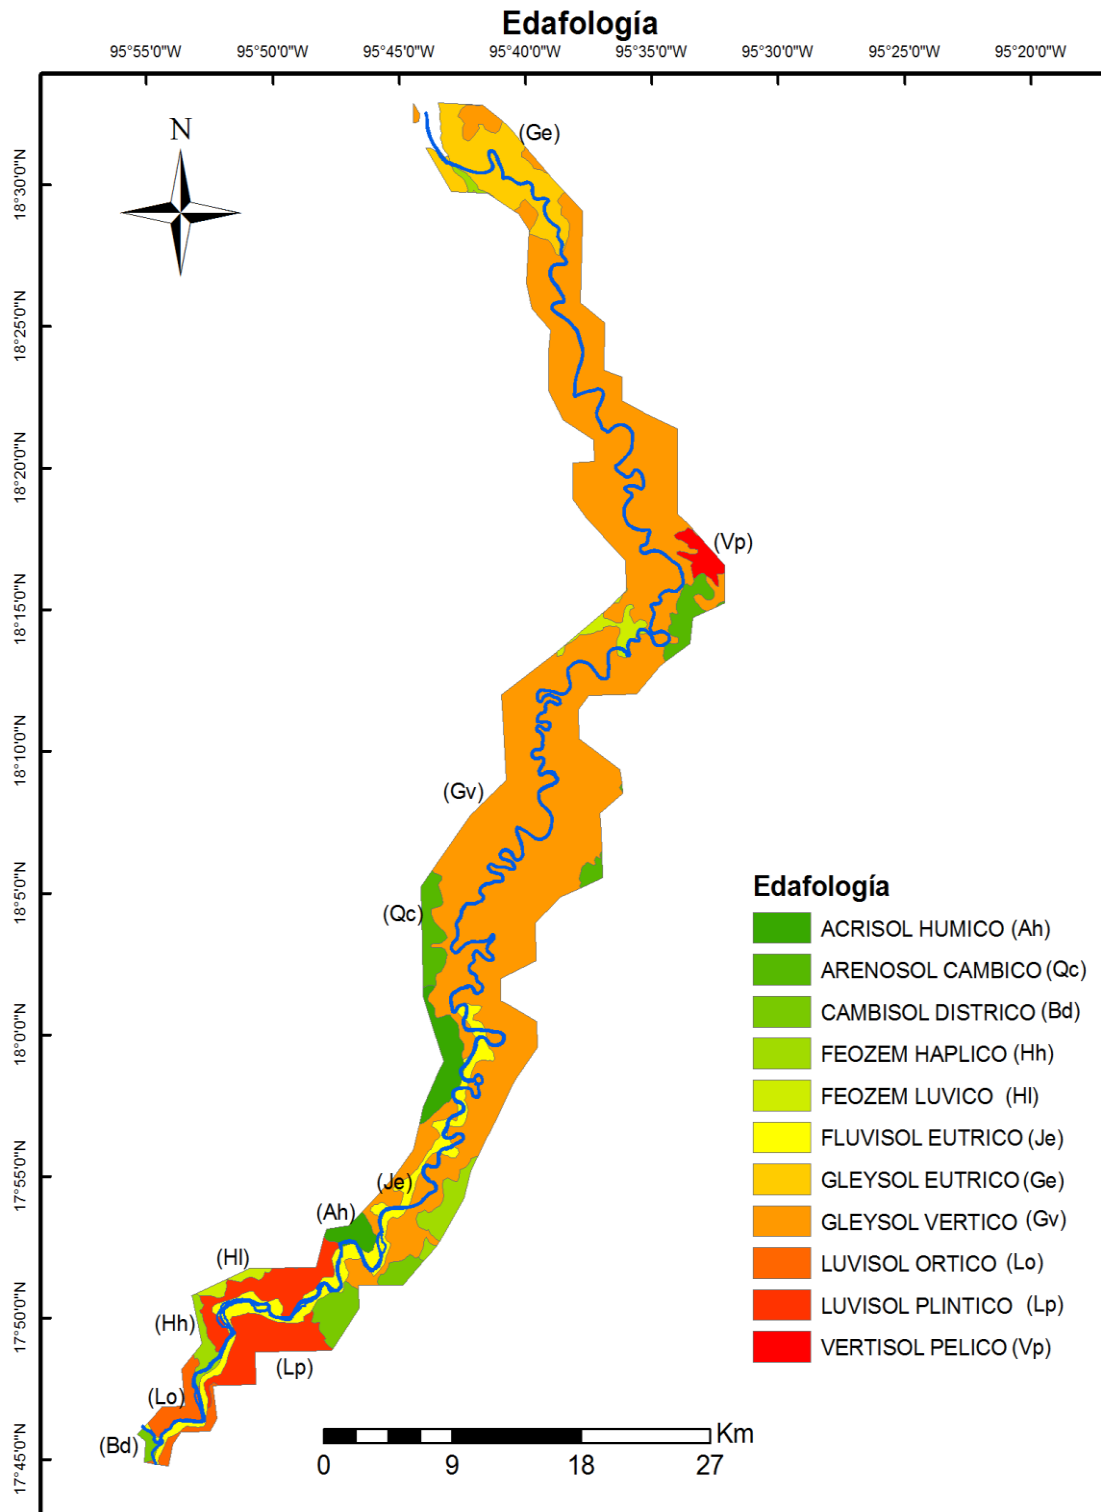 Edafología
95°55'0"W 95°50'0"W 95°45'0"W 95°40'0"W 95°35'0"W 95°30'0"W 95°25'0"W 95°20'0"W
N
(Ge)
18°30'0"N
18°25'0"N
18°20'0"N
(Vp)
18°15'0"N
18°10'0"N
(Gv)
18°5'0"N
(Qc)
18°0'0"N
17°55'0"N
(Je)
(Ah)
(Hl)
17°50'0"N
(Hh)
(Lp)
(Lo)
(Bd)
17°45'0"N
Edafología
ACRISOL HUMICO (Ah)
ARENOSOL CAMBICO (Qc)
CAMBISOL DISTRICO (Bd)
FEOZEM HAPLICO (Hh)
FEOZEM LUVICO (Hl)
FLUVISOL EUTRICO (Je)
GLEYSOL EUTRICO (Ge)
GLEYSOL VERTICO (Gv)
LUVISOL ORTICO (Lo)
LUVISOL PLINTICO (Lp)
VERTISOL PELICO (Vp)
Km
0 9 18 27